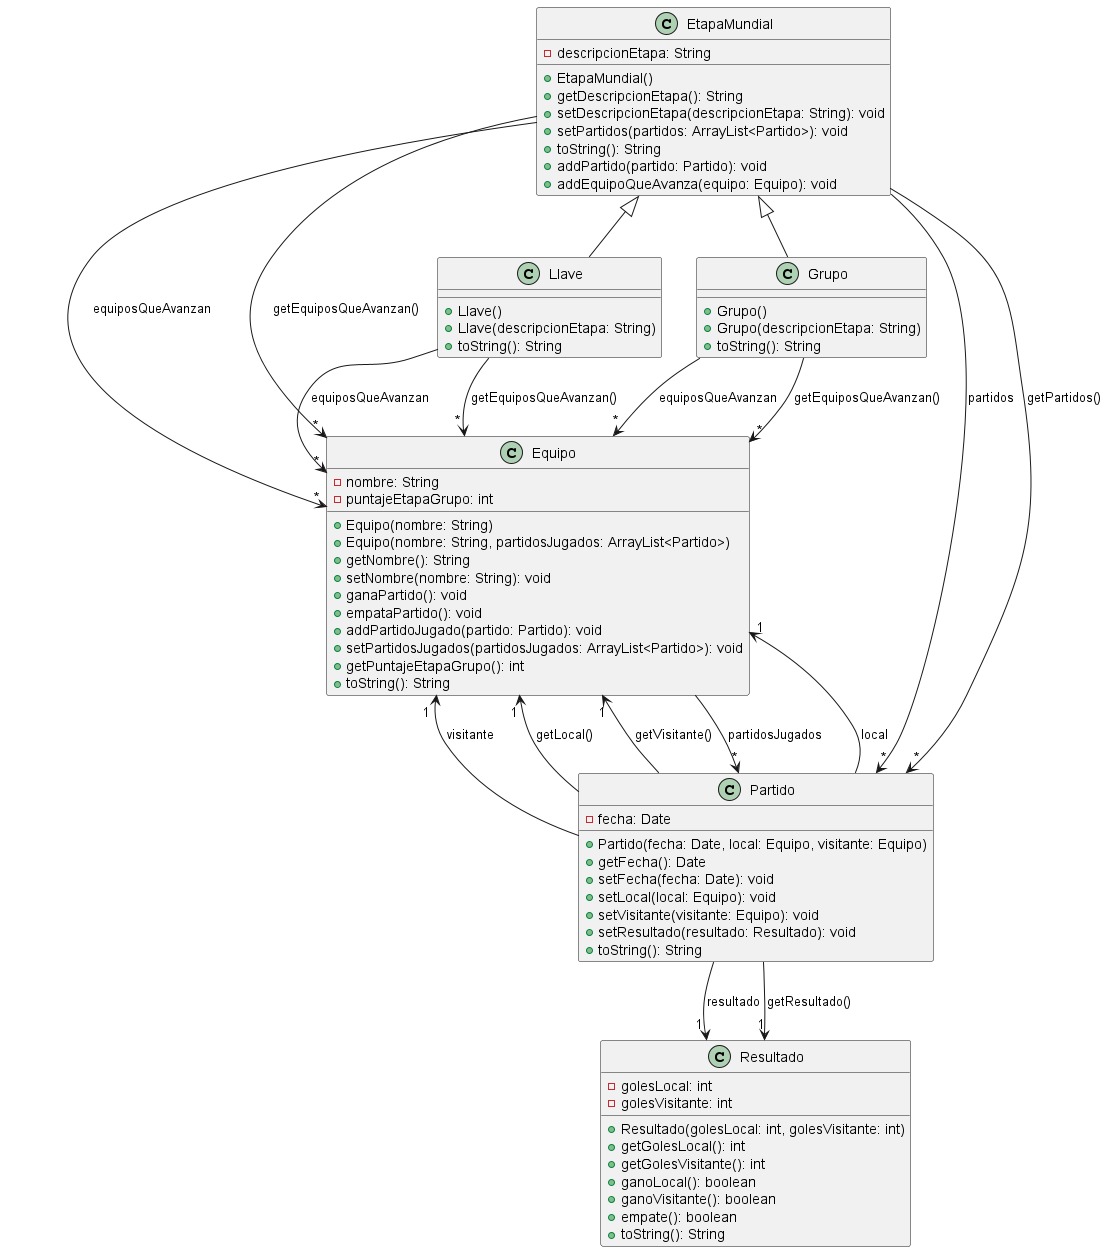 C EtapaMundial
descripcionEtapa: String
EtapaMundial()
getDescripcionEtapa(): String
setDescripcionEtapa(descripcionEtapa: String): void
setPartidos(partidos: ArrayList<Partido>): void
toString(): String
addPartido(partido: Partido): void
addEquipoQueAvanza(equipo: Equipo): void
C Llave
Llave()
Llave(descripcionEtapa: String)
toString(): String
C Grupo
Grupo()
Grupo(descripcionEtapa: String)
toString(): String
equiposQueAvanzan
getEquiposQueAvanzan()
equiposQueAvanzan
getEquiposQueAvanzan()
equiposQueAvanzan
getEquiposQueAvanzan()
partidos
getPartidos()
*
*
*
*
*
*
C Equipo
nombre: String
puntajeEtapaGrupo: int
Equipo(nombre: String)
Equipo(nombre: String, partidosJugados: ArrayList<Partido>)
getNombre(): String
setNombre(nombre: String): void
ganaPartido(): void
empataPartido(): void
addPartidoJugado(partido: Partido): void
setPartidosJugados(partidosJugados: ArrayList<Partido>): void
getPuntajeEtapaGrupo(): int
toString(): String
1
1
1
1
visitante
getLocal()
getVisitante()
partidosJugados
local
*
*
*
C Partido
fecha: Date
Partido(fecha: Date, local: Equipo, visitante: Equipo)
getFecha(): Date
setFecha(fecha: Date): void
setLocal(local: Equipo): void
setVisitante(visitante: Equipo): void
setResultado(resultado: Resultado): void
toString(): String
resultado
getResultado()
1
1
C Resultado
golesLocal: int
golesVisitante: int
Resultado(golesLocal: int, golesVisitante: int)
getGolesLocal(): int
getGolesVisitante(): int
ganoLocal(): boolean
ganoVisitante(): boolean
empate(): boolean
toString(): String